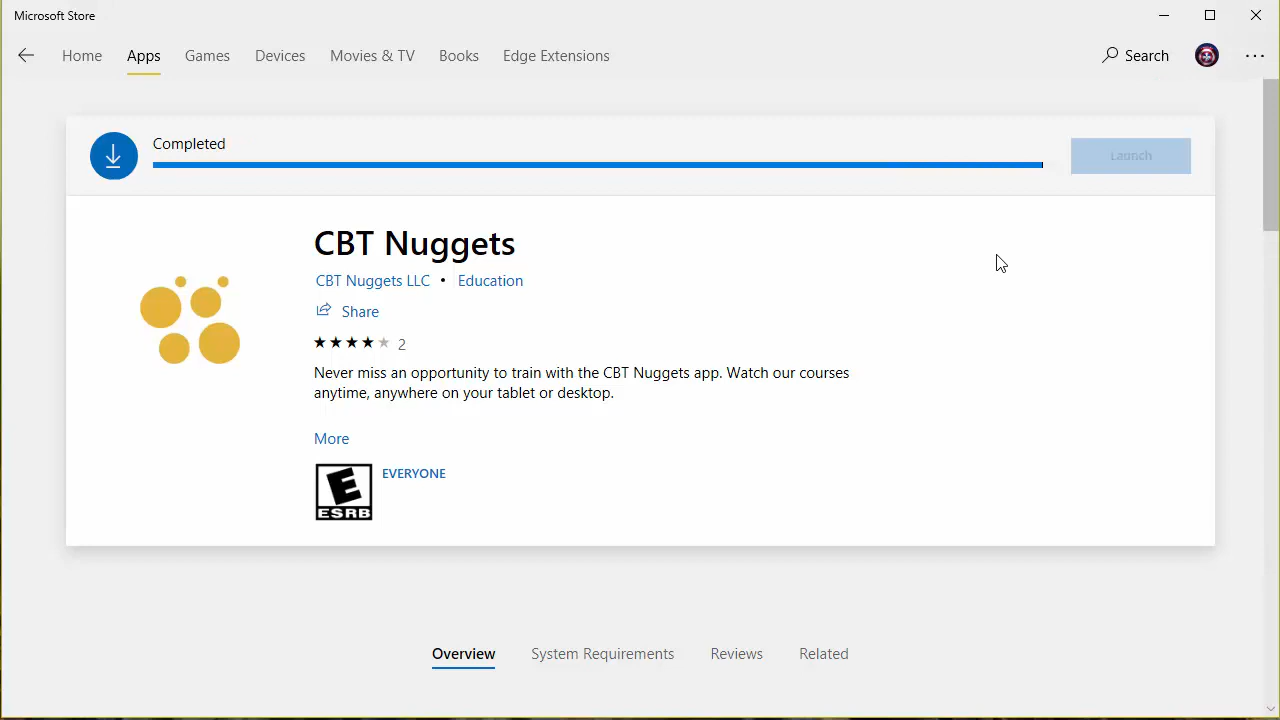 Microsoft Store
Home Apps Games Devices Movies & TV Books Edge Extensions Search
Completed
Launch
CBT Nuggets
CBT Nuggets LLC • Education
Share
2
Never miss an opportunity to train with the CBT Nuggets app. Watch our courses
anytime, anywhere on your tablet or desktop.
More
E EVERYONE
ESRB
Overview System Requirements Reviews Related